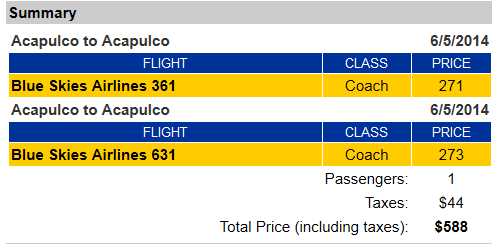 Summary
Acapulco to Acapulco 6/5/2014
FLIGHT CLASS PRICE
Blue Skies Airlines 361 Coach 271
Acapulco to Acapulco 6/5/2014
FLIGHT CLASS PRICE
Blue Skies Airlines 631 Coach 273
Passengers: 1
Taxes: $44
Total Price (including taxes): $588